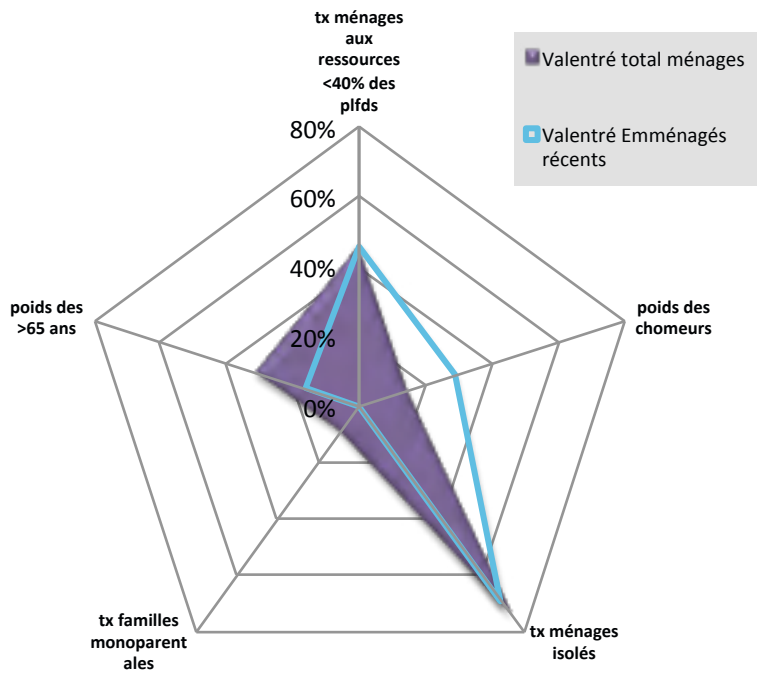 tx ménages
aux
ressources
<40% des
plfds
Valentré total ménages
Valentré Emménagés
récents
80%
60%
40%
20%
0%
poids des
>65 ans
poids des
chomeurs
tx familles
monoparent
ales
tx ménages
isolés